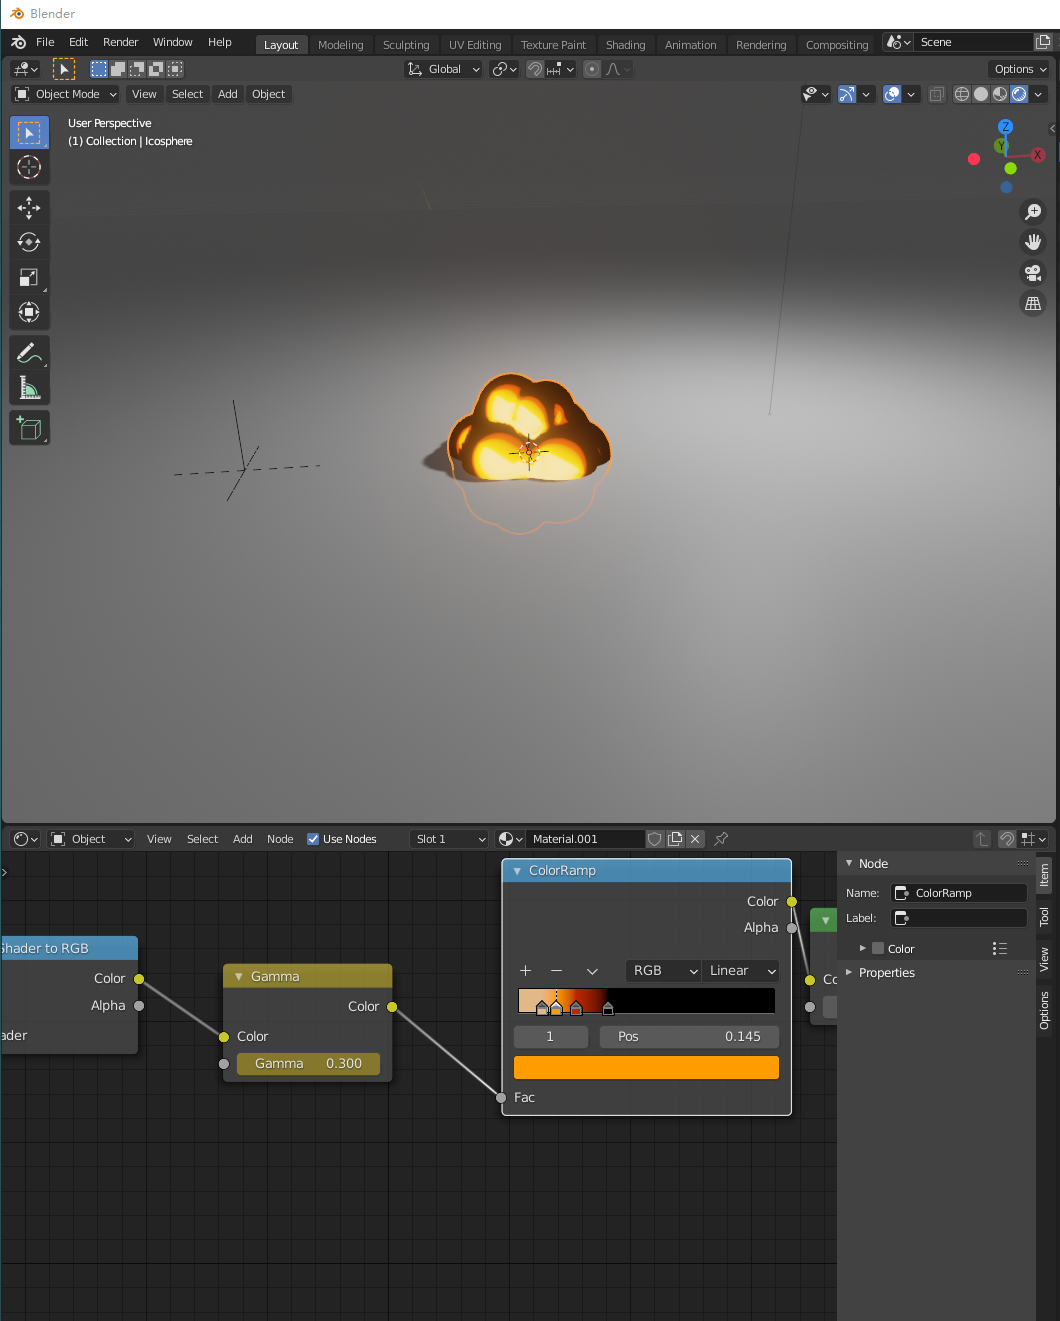 Blender
File Edit Render Window Help Layout Modeling Sculpting UV Editing Texture Paint Shading Animation Rendering Compositing Scene
Global Options
Object Mode View Select Add Object
User Perspective
(1) Collection | Icosphere
Z
Y
X
Object View Select Add Node Use Nodes Slot 1 Material.001
ColorRamp
Color
Alpha
+ − RGB Linear
1 Pos 0.145
Fac
Shader to RGB
Color
Alpha
ader
Gamma
Color
Color
Gamma 0.300
Co
Node
Name: ColorRamp
Label:
Color
Properties
Item
Tool
View
Options